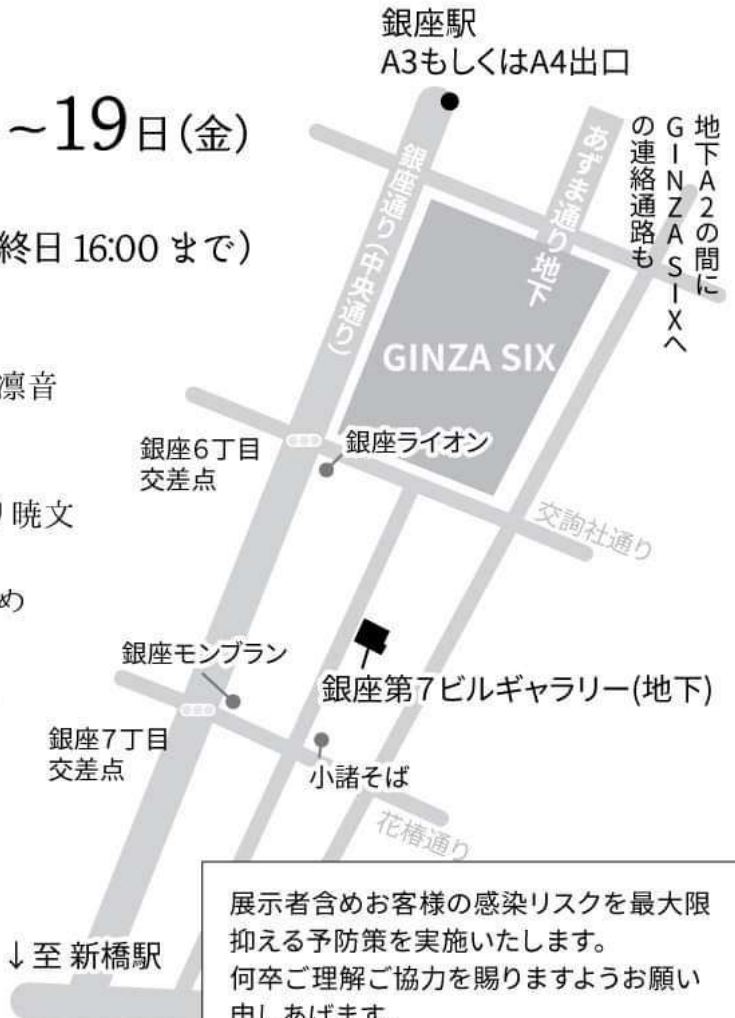 銀座駅
A3もしくはA4出口
～19日(金)
終日 16:00 まで)
凛音
暁文
め
銀座通り(中央通り)
あずま通り地下
地下A2の間に
GINZA SIXへ
の連絡通路も
GINZA SIX
銀座6丁目
交差点
銀座ライオン
交詢社通り
銀座モンブラン
銀座第7ビルギャラリー(地下)
銀座7丁目
交差点
小諸そば
花椿通り
↓至 新橋駅
展示者含めお客様の感染リスクを最大限
抑える予防策を実施いたします。
何卒ご理解ご協力を賜りますようお願い
申しあげます。